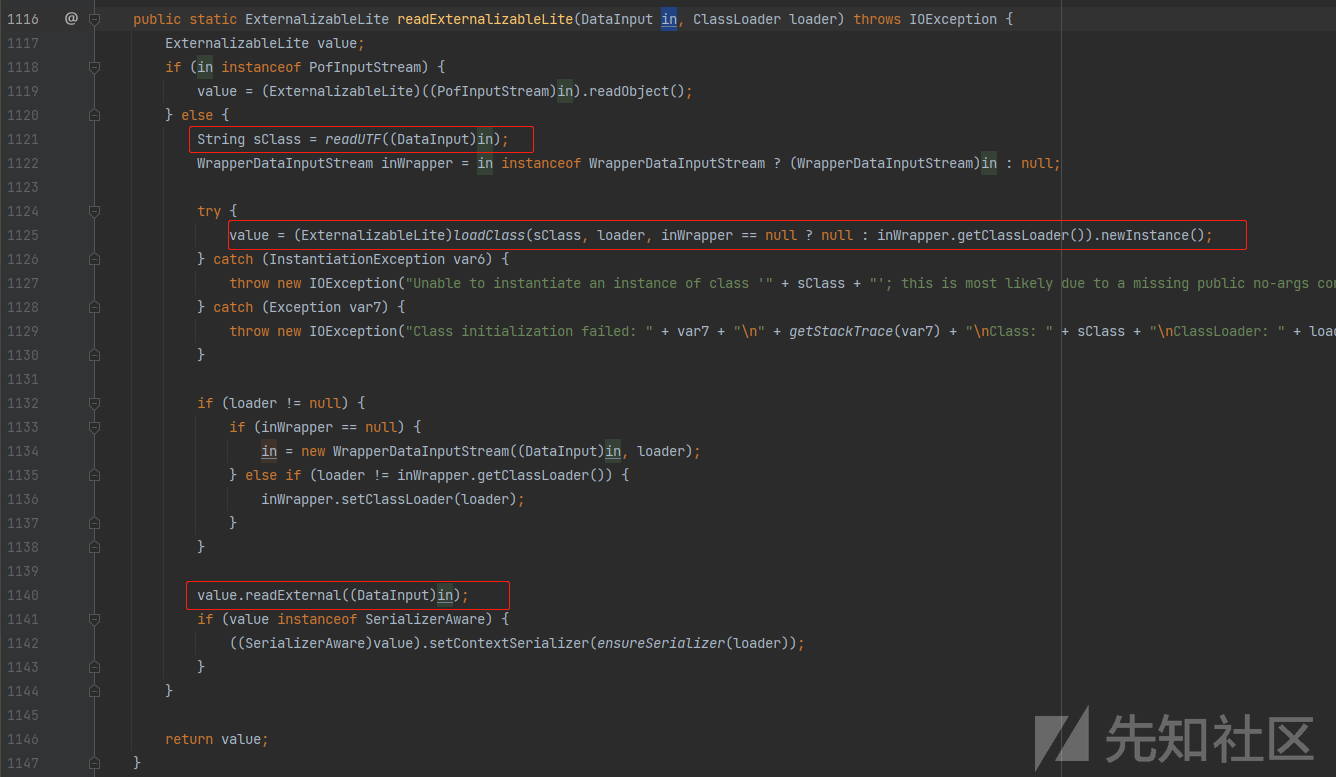 1116 @ public static ExternalizableLite readExternalizableLite(DataInput in, ClassLoader loader) throws IOException {
1117 ExternalizableLite value;
1118 if (in instanceof PofInputStream) {
1119 value = (ExternalizableLite)((PofInputStream)in).readObject();
1120 } else {
1121 String sClass = readUTF((DataInput)in);
1122 WrapperDataInputStream inWrapper = in instanceof WrapperDataInputStream ? (WrapperDataInputStream)in : null;
1123
1124 try {
1125 value = (ExternalizableLite)loadClass(sClass, loader, inWrapper == null ? null : inWrapper.getClassLoader()).newInstance();
1126 } catch (InstantiationException var6) {
1127 throw new IOException("Unable to instantiate an instance of class '" + sClass + "'; this is most likely due to a missing public no-args con
1128 } catch (Exception var7) {
1129 throw new IOException("Class initialization failed: " + var7 + "\n" + getStackTrace(var7) + "\nClass: " + sClass + "\nClassLoader: " + load
1130 }
1131
1132 if (loader != null) {
1133 if (inWrapper == null) {
1134 in = new WrapperDataInputStream((DataInput)in, loader);
1135 } else if (loader != inWrapper.getClassLoader()) {
1136 inWrapper.setClassLoader(loader);
1137 }
1138 }
1139
1140 value.readExternal((DataInput)in);
1141 if (value instanceof SerializerAware) {
1142 ((SerializerAware)value).setContextSerializer(ensureSerializer(loader));
1143 }
1144 }
1145
1146 return value;
1147 }
先知社区